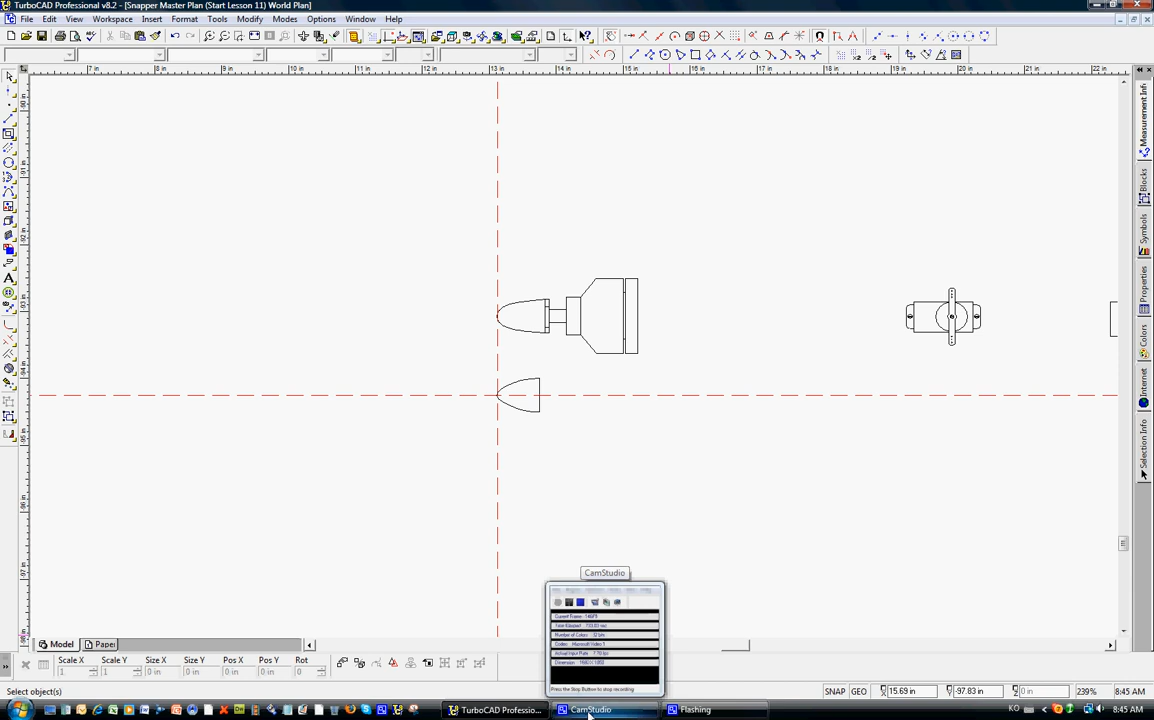 TurboCAD Professional v8.2 - [Snapper Master Plan (Start Lesson 11) World Plan]
File Edit View Workspace Insert Format Tools Modify Modes Options Window Help
7 in 8 in 9 in 10 in 11 in 12 in 13 in 14 in 15 in 16 in 17 in 18 in 19 in 20 in 21 in 22 in
Measurement Info
Blocks
Symbols
Properties
Colors
Internet
Selection Info
CamStudio
Number of Colors : 32 bits
Press the Stop Button to stop recording
Model Paper
Scale X Scale Y Size X Size Y Pos X Pos Y Rot
1 1 0 in 0 in 0 in 0 in 0
Select object(s)
SNAP GEO 15.69 in -97.83 in 0 in 239% 8:45 AM
TurboCAD Professio... CamStudio Flashing KO 8:45 AM